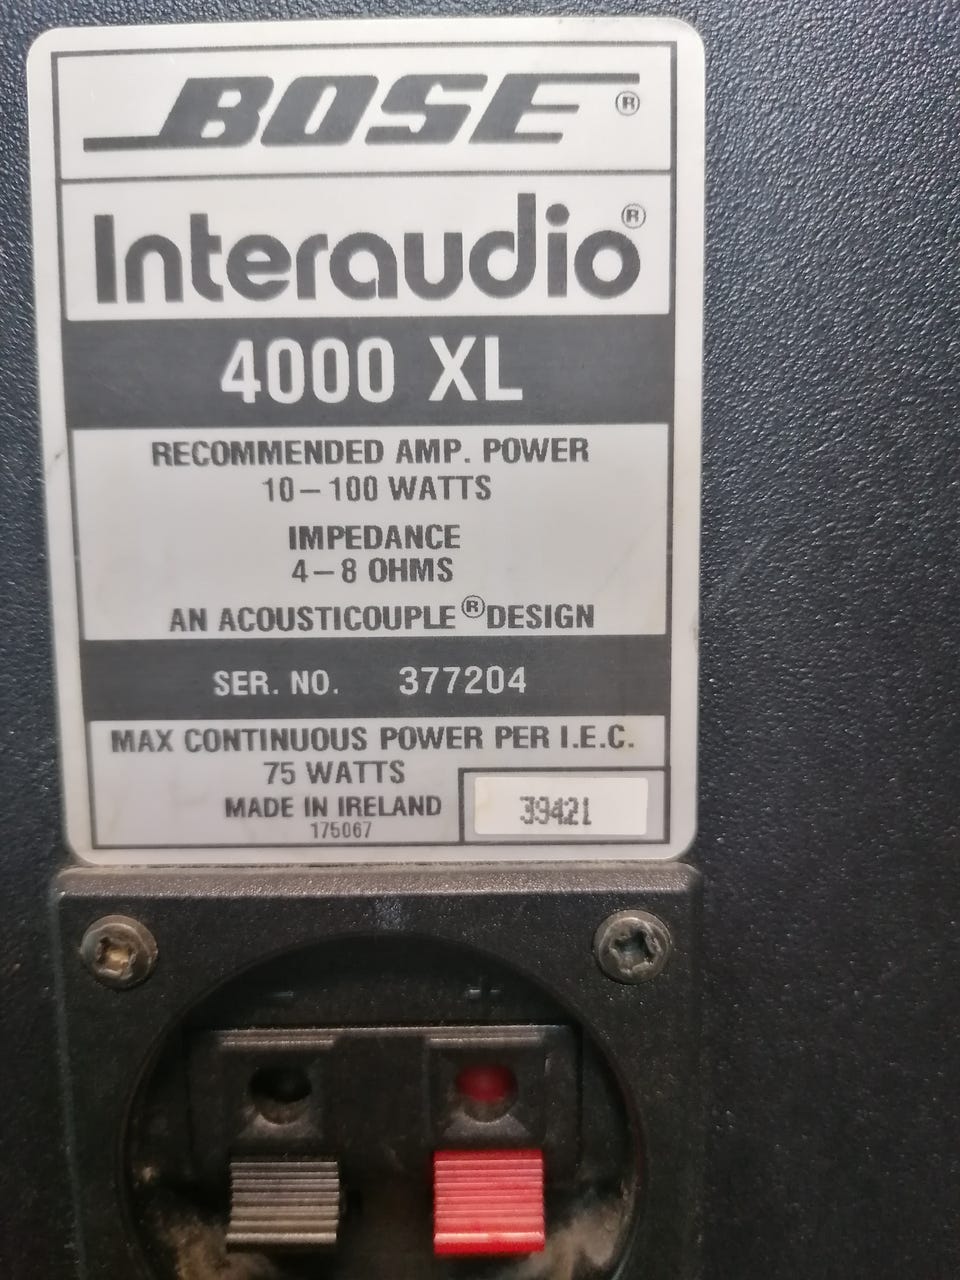 BOSE ®
Interaudio ®
4000 XL
RECOMMENDED AMP. POWER
10–100 WATTS
IMPEDANCE
4–8 OHMS
AN ACOUSTICOUPLE® DESIGN
SER. NO. 377204
MAX CONTINUOUS POWER PER I.E.C.
75 WATTS
MADE IN IRELAND
175067
39421
- +